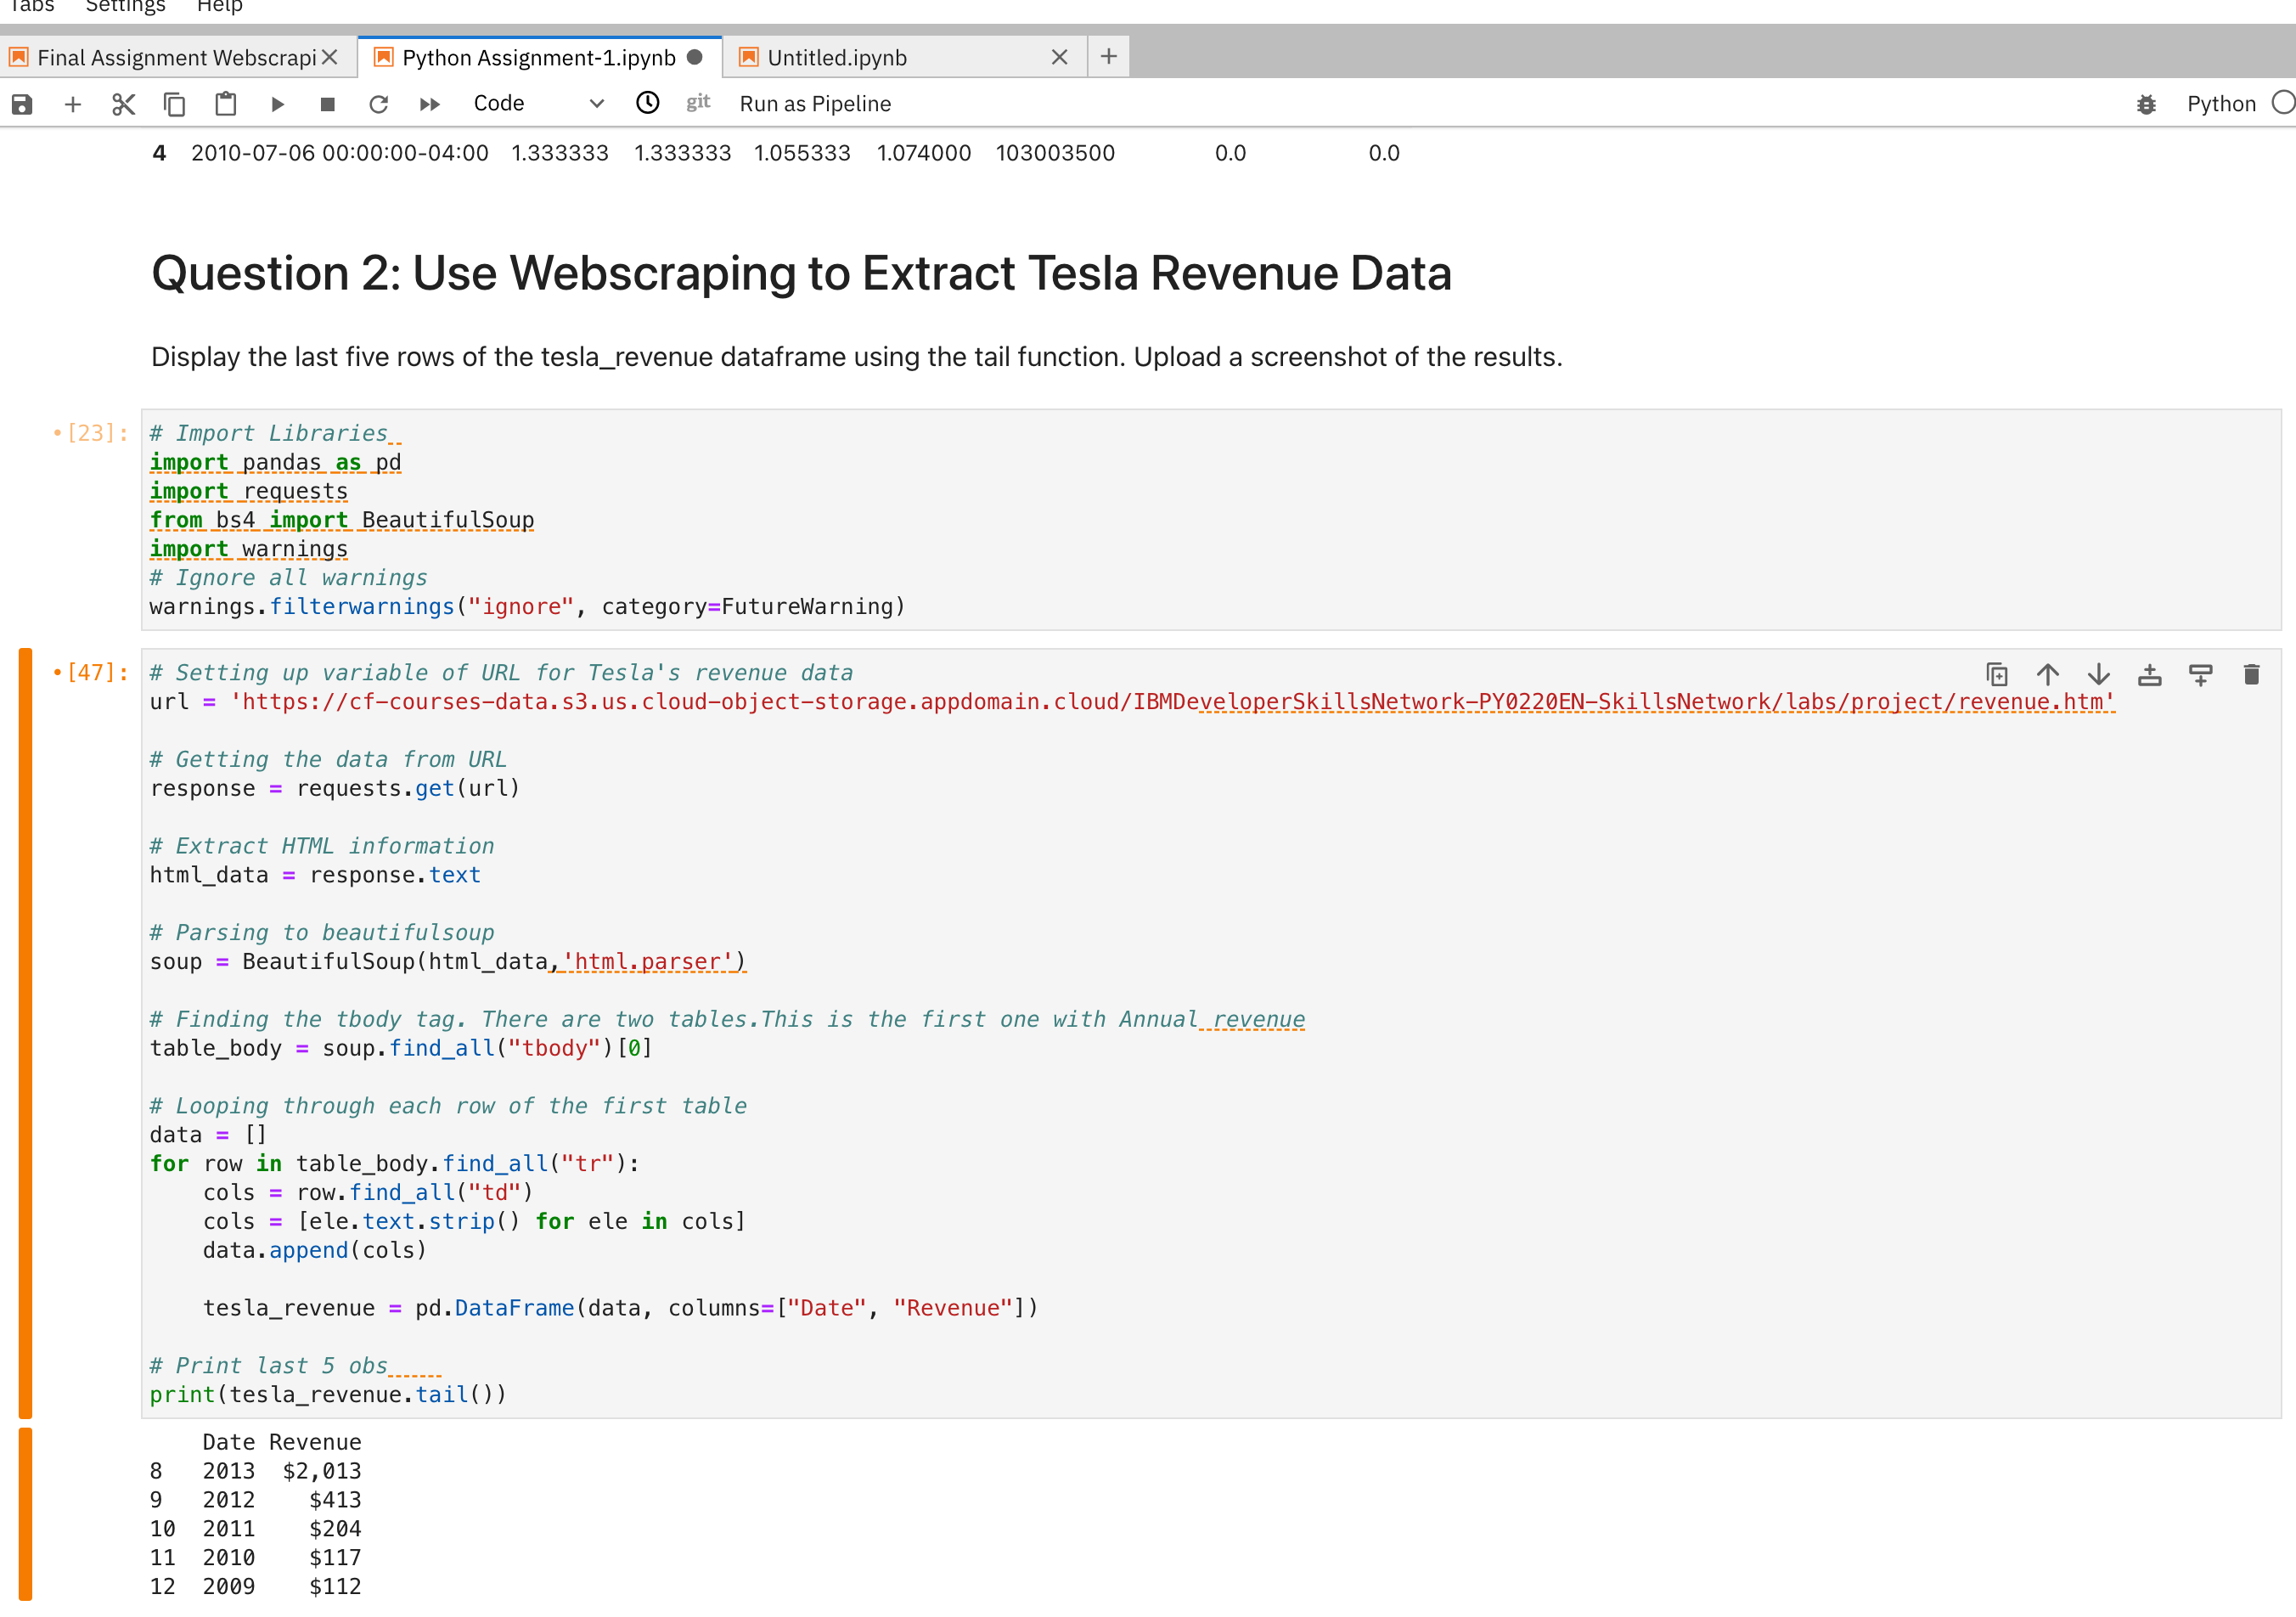 Tabs Settings Help
Final Assignment Webscrapi Python Assignment-1.ipynb Untitled.ipynb
Code git Run as Pipeline Python
4 2010-07-06 00:00:00-04:00 1.333333 1.333333 1.055333 1.074000 103003500 0.0 0.0
Question 2: Use Webscraping to Extract Tesla Revenue Data
Display the last five rows of the tesla_revenue dataframe using the tail function. Upload a screenshot of the results.
[23]: # Import Libraries
import pandas as pd
import requests
from bs4 import BeautifulSoup
import warnings
# Ignore all warnings
warnings.filterwarnings("ignore", category=FutureWarning)
[47]: # Setting up variable of URL for Tesla's revenue data
url = 'https://cf-courses-data.s3.us.cloud-object-storage.appdomain.cloud/IBMDeveloperSkillsNetwork-PY0220EN-SkillsNetwork/labs/project/revenue.htm'
# Getting the data from URL
response = requests.get(url)
# Extract HTML information
html_data = response.text
# Parsing to beautifulsoup
soup = BeautifulSoup(html_data,'html.parser')
# Finding the tbody tag. There are two tables.This is the first one with Annual revenue
table_body = soup.find_all("tbody")[0]
# Looping through each row of the first table
data = []
for row in table_body.find_all("tr"):
    cols = row.find_all("td")
    cols = [ele.text.strip() for ele in cols]
    data.append(cols)
    tesla_revenue = pd.DataFrame(data, columns=["Date", "Revenue"])
# Print last 5 obs
print(tesla_revenue.tail())
Date Revenue
8 2013 $2,013
9 2012 $413
10 2011 $204
11 2010 $117
12 2009 $112